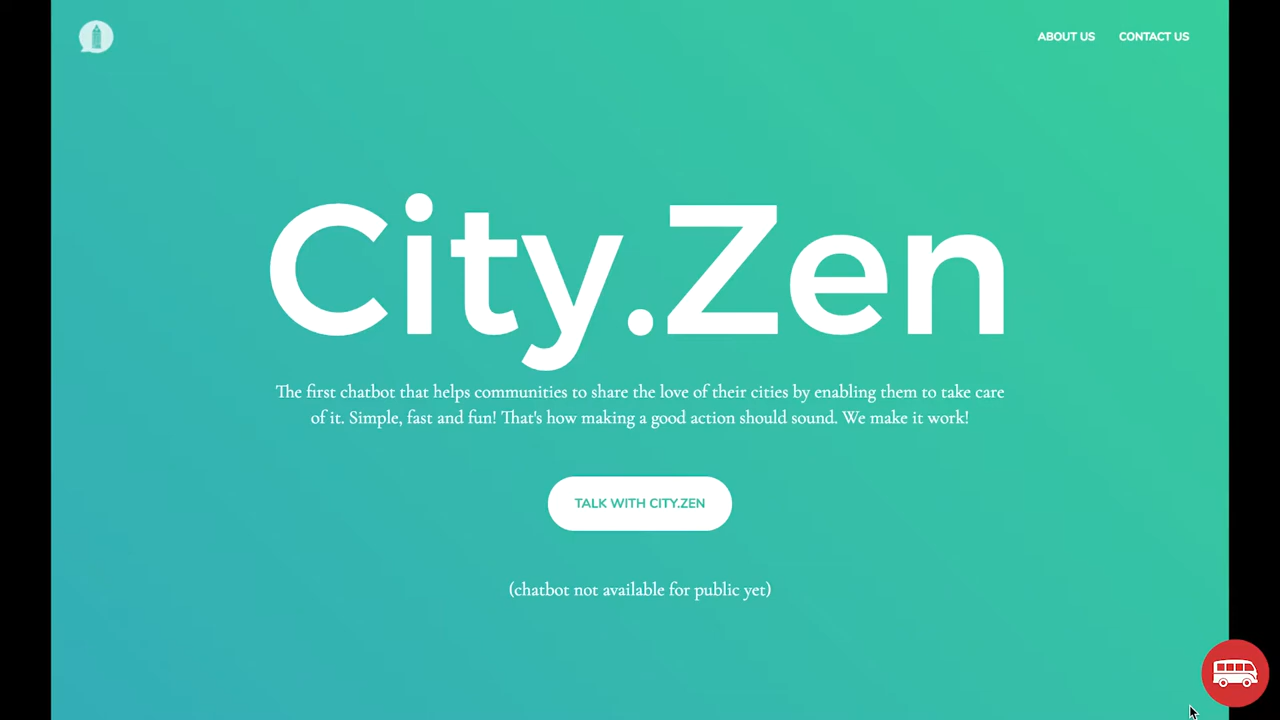 ABOUT US CONTACT US
City.Zen
The first chatbot that helps communities to share the love of their cities by enabling them to take care
of it. Simple, fast and fun! That's how making a good action should sound. We make it work!
TALK WITH CITY.ZEN
(chatbot not available for public yet)